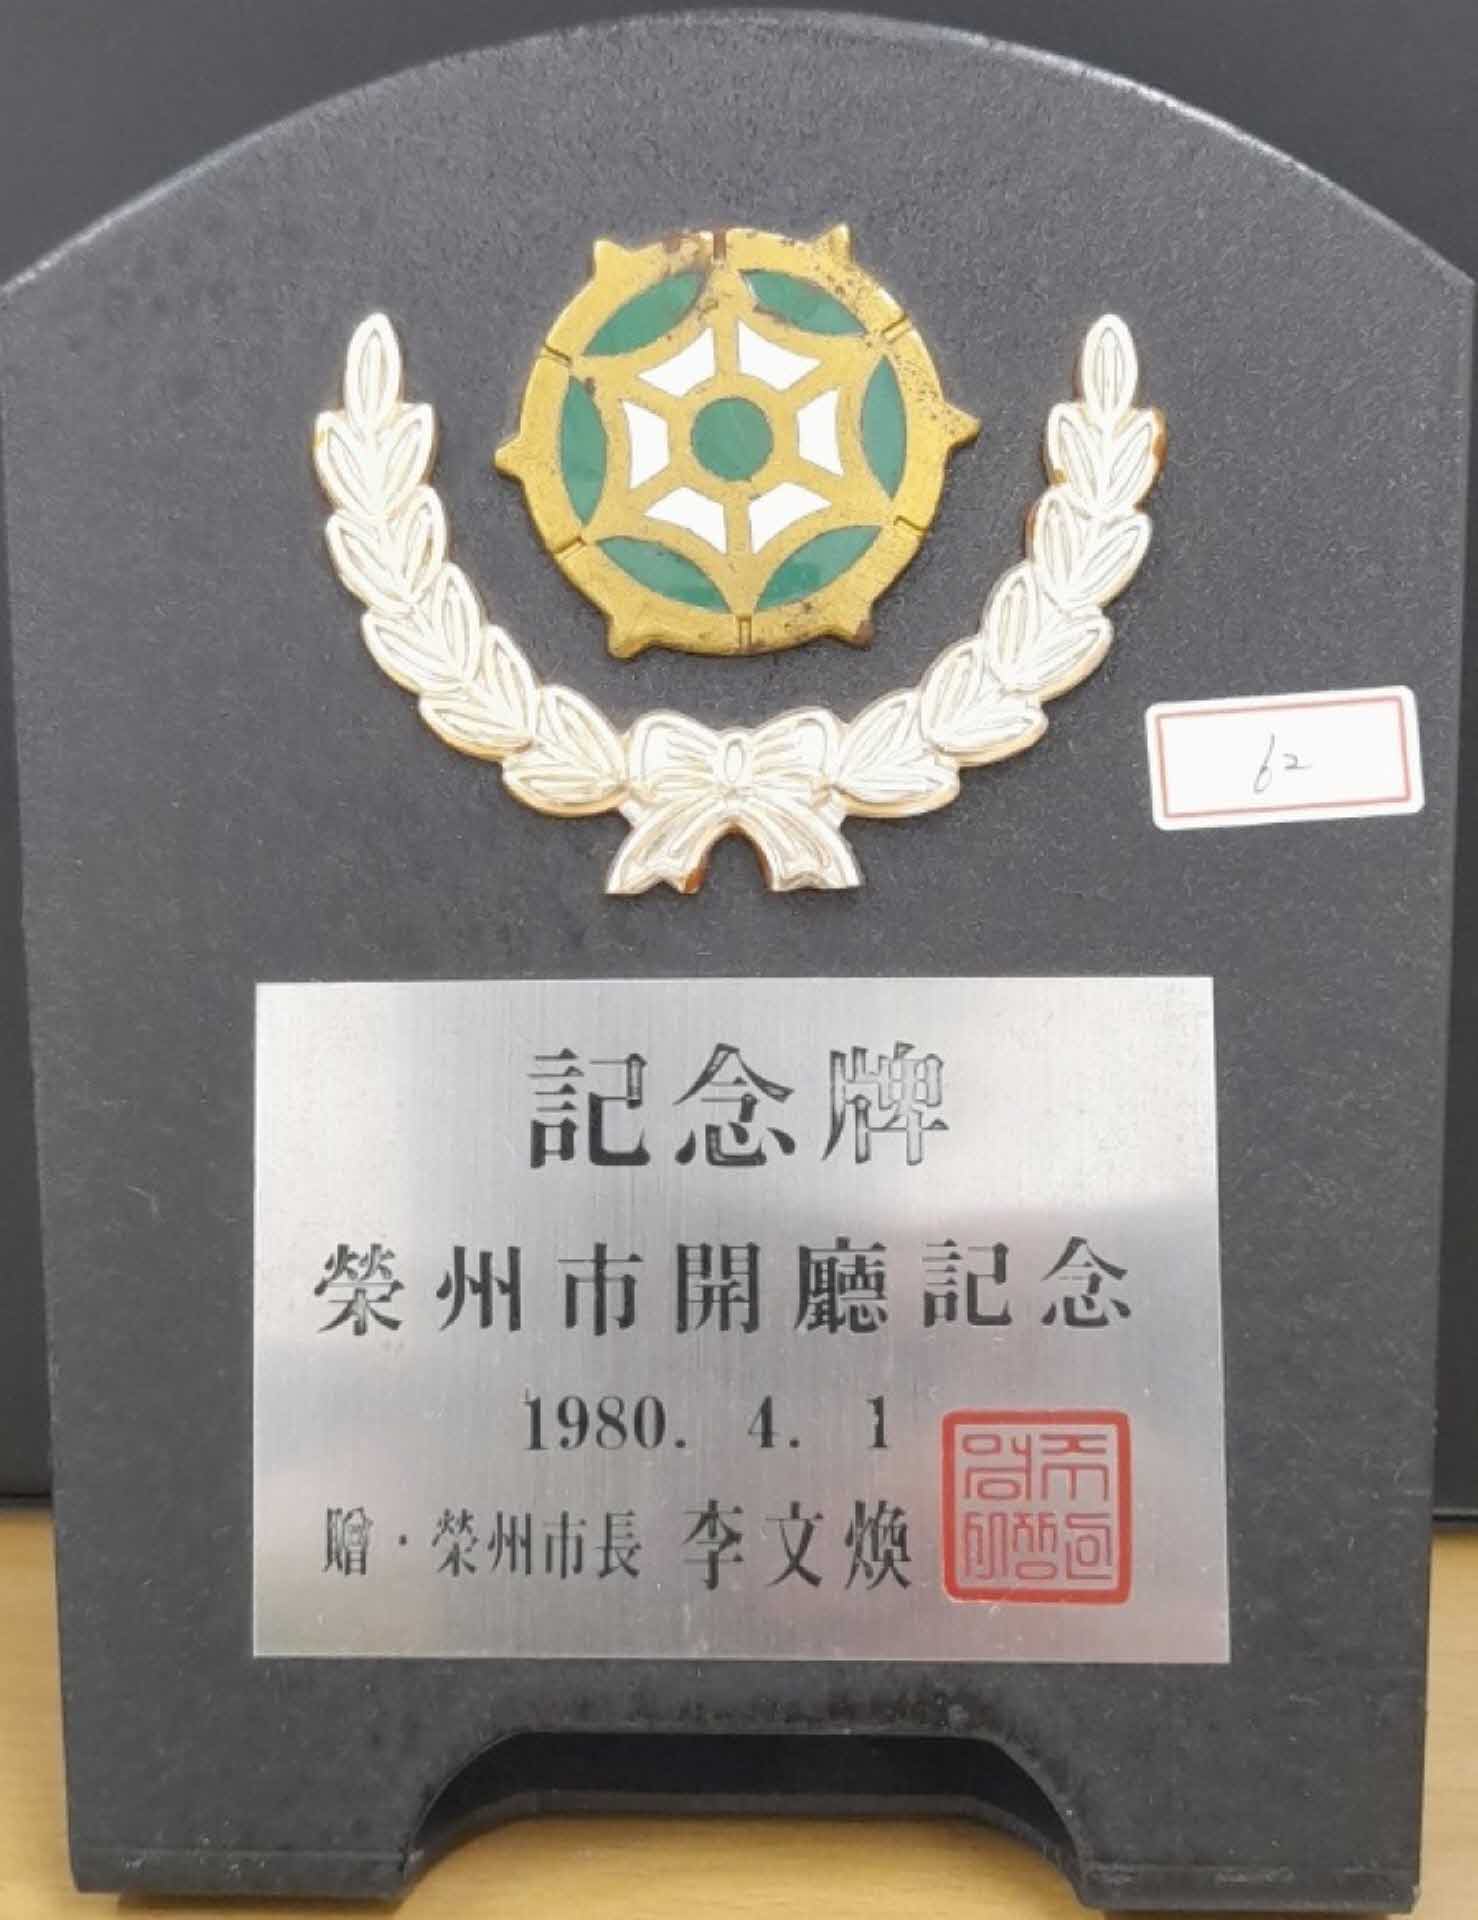 62
記念牌
榮州市開廳記念
1980. 4. 1
贈·榮州市長 李文煥